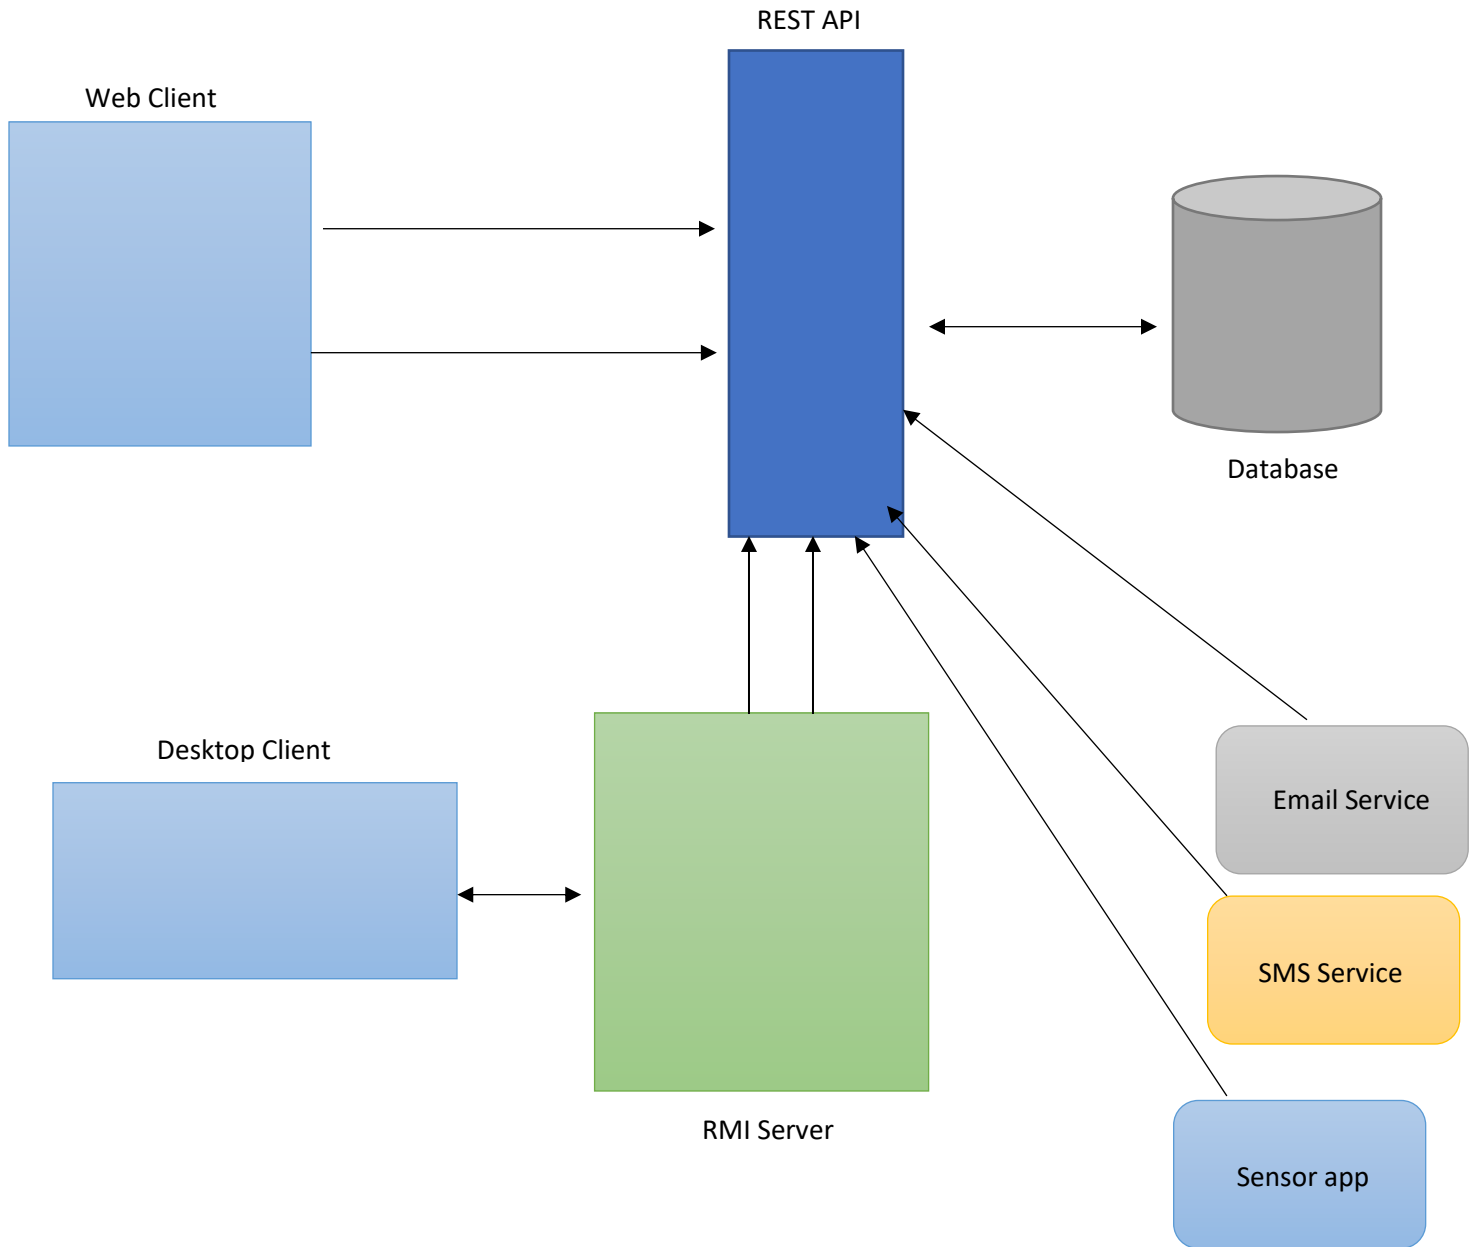 REST API
Web Client
Database
Desktop Client
Email Service
SMS Service
RMI Server
Sensor app